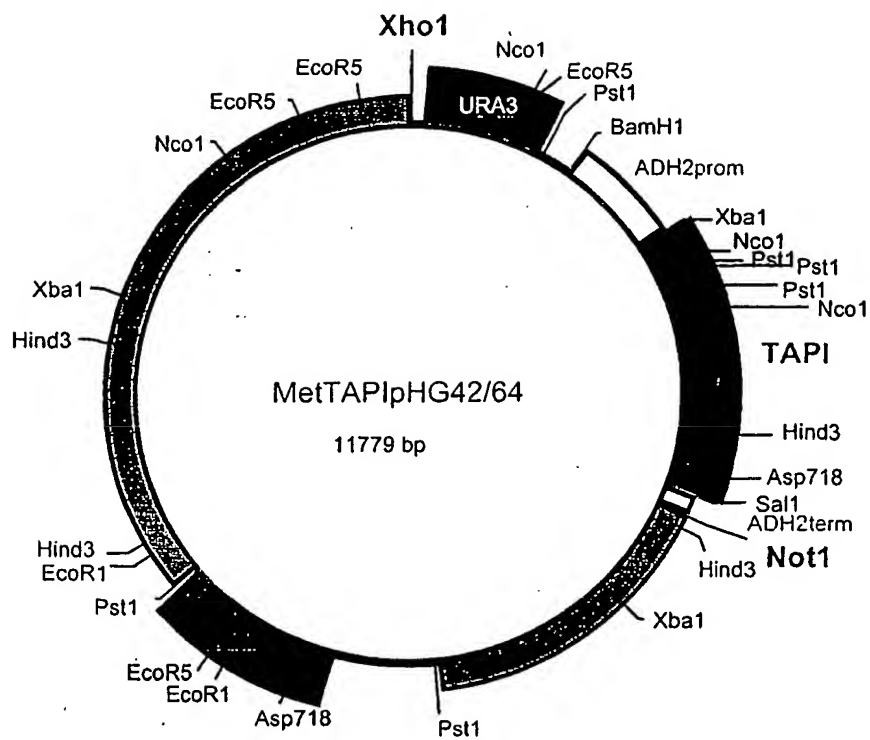 Xho1
Nco1
EcoR5
Pst1
URA3
BamH1
ADH2prom
Xba1
Nco1
Pst1
Pst1
Pst1
Nco1
TAPI
Hind3
Asp718
Sal1
ADH2term
Not1
Hind3
Xba1
Pst1
Asp718
EcoR1
EcoR5
Pst1
EcoR1
Hind3
Hind3
Xba1
Nco1
EcoR5
EcoR5
MetTAPIpHG42/64
11779 bp